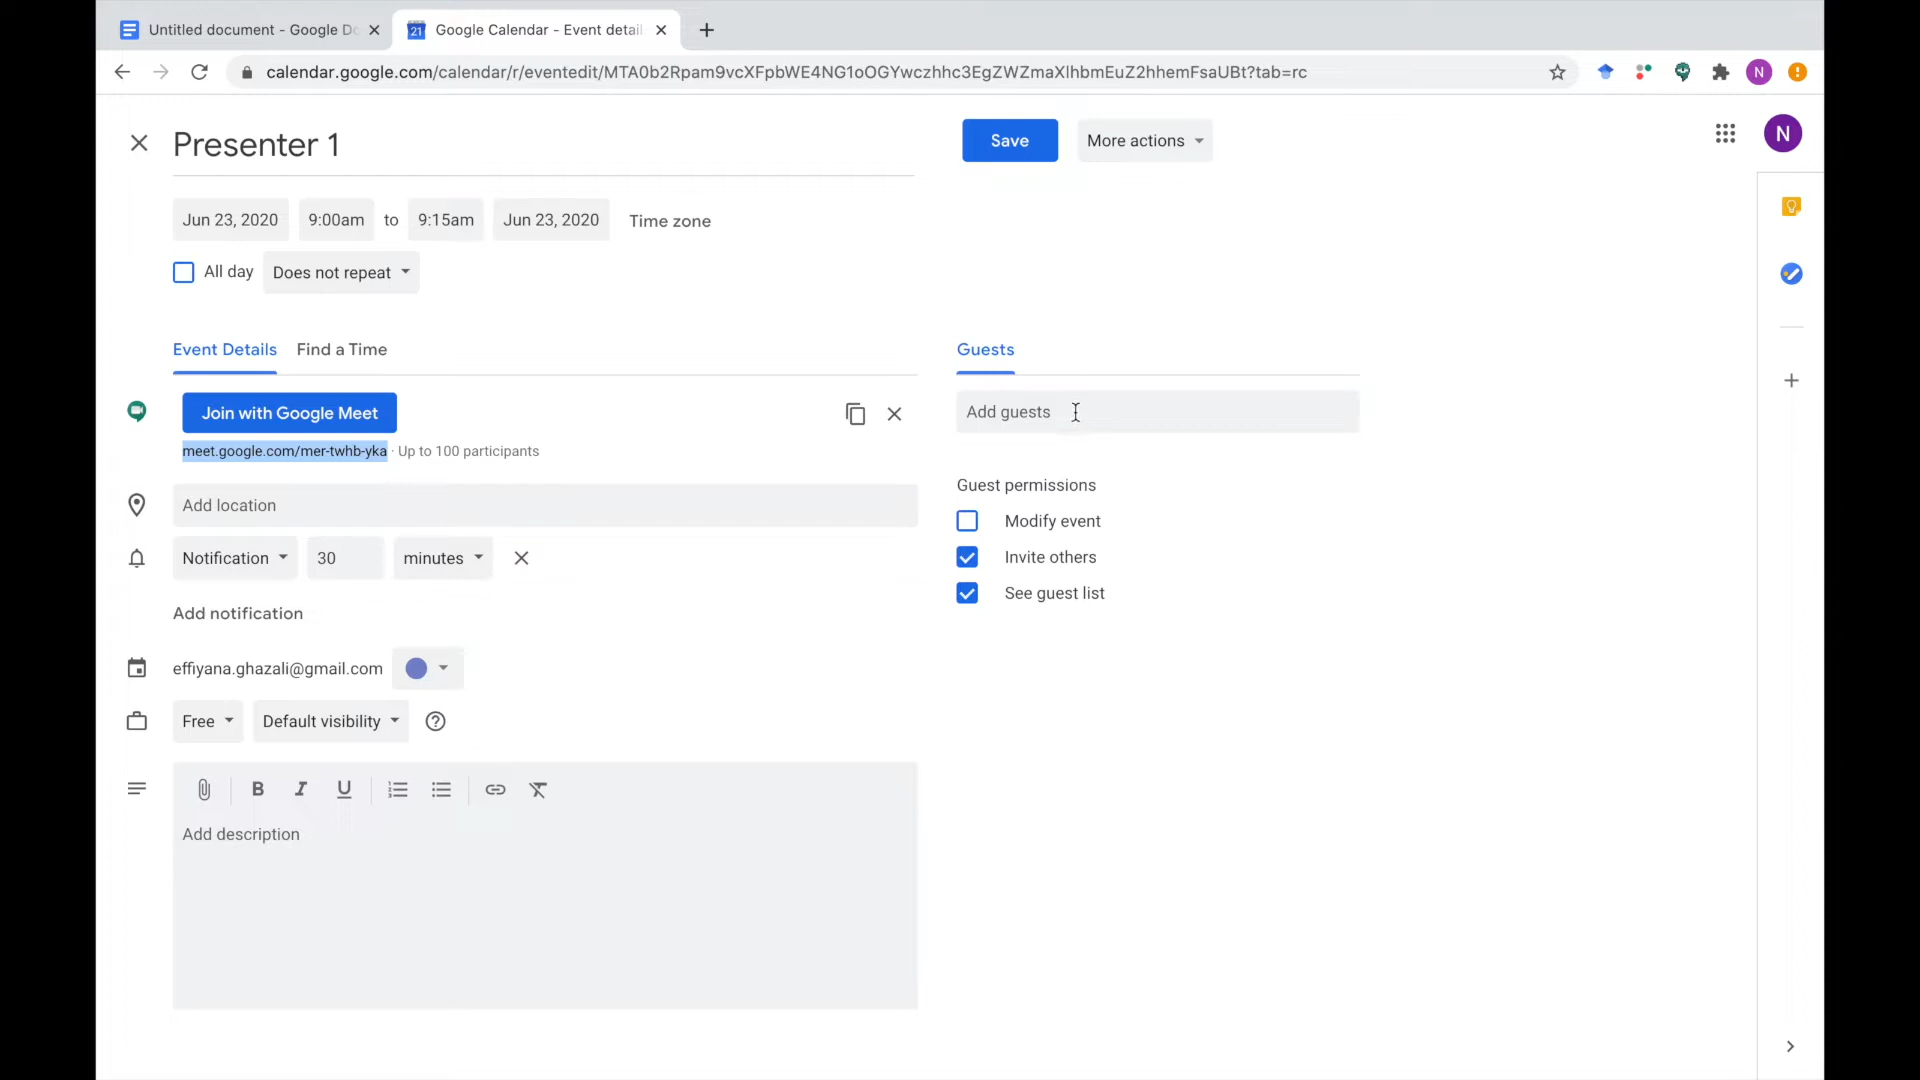 Untitled document - Google Do
21 Google Calendar - Event detail
calendar.google.com/calendar/r/eventedit/MTA0b2Rpam9vcXFpbWE4NG1oOGYwczhhc3EgZWZmaXlhbmEuZ2hhemFsaUBt?tab=rc
N
Presenter 1
Save
More actions
N
Jun 23, 2020 9:00am to 9:15am Jun 23, 2020 Time zone
All day Does not repeat
Event Details Find a Time
Guests
Join with Google Meet
Add guests
meet.google.com/mer-twhb-yka · Up to 100 participants
Guest permissions
Add location
Modify event
Notification 30 minutes
Invite others
See guest list
Add notification
effiyana.ghazali@gmail.com
Free Default visibility
B I U
Add description